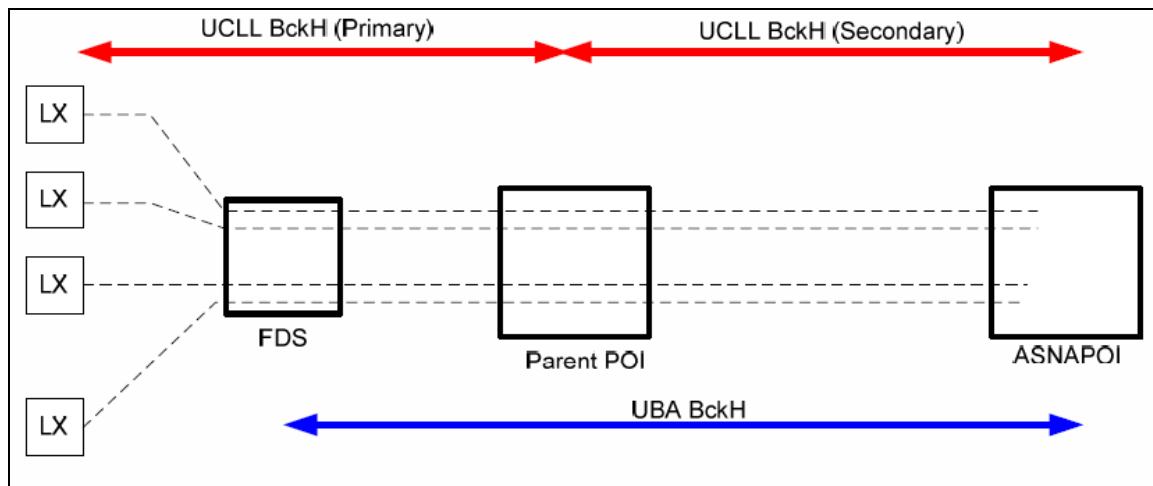 UCLL BckH (Primary)
UCLL BckH (Secondary)
LX
LX
LX
FDS
Parent POI
ASNAPOI
LX
UBA BckH